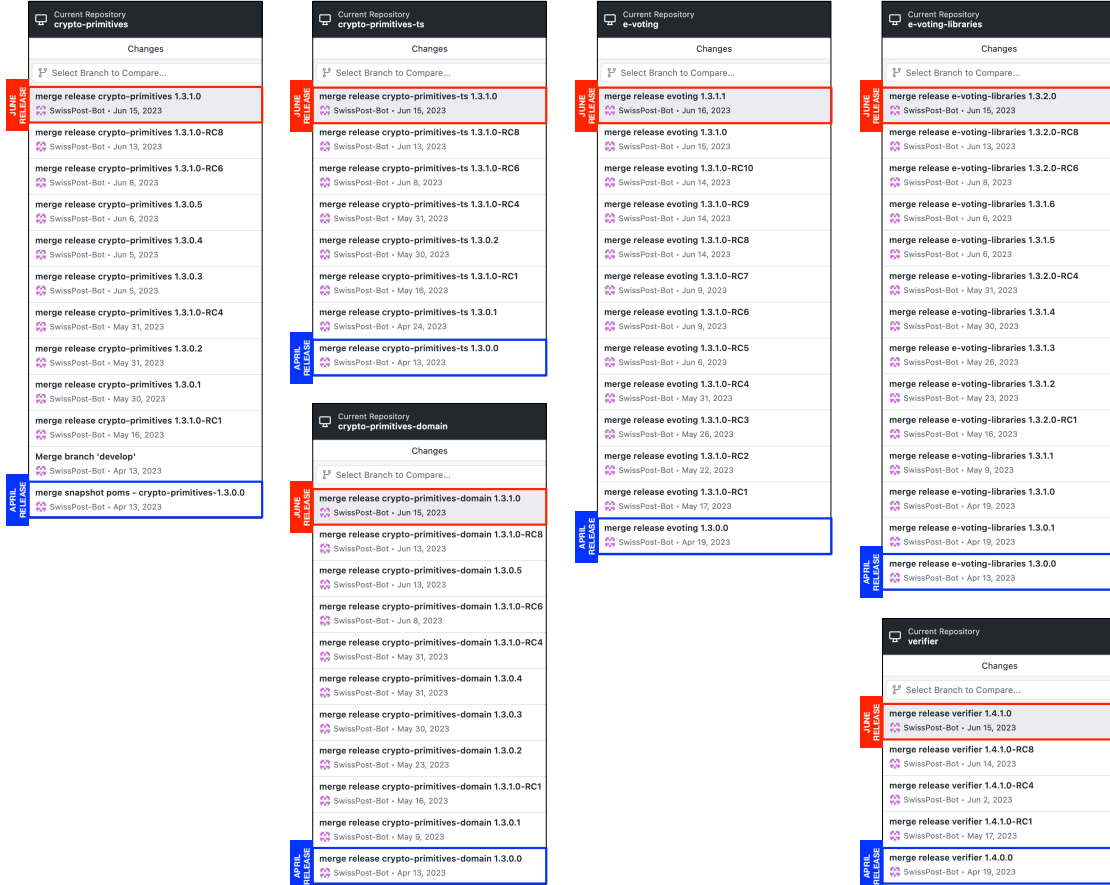 Current Repository
crypto-primitives
Changes
Select Branch to Compare...
JUNE
RELEASE
merge release crypto-primitives 1.3.1.0
SwissPost-Bot • Jun 15, 2023
merge release crypto-primitives 1.3.1.0-RC8
SwissPost-Bot • Jun 13, 2023
merge release crypto-primitives 1.3.1.0-RC6
SwissPost-Bot • Jun 8, 2023
merge release crypto-primitives 1.3.0.5
SwissPost-Bot • Jun 6, 2023
merge release crypto-primitives 1.3.0.4
SwissPost-Bot • Jun 5, 2023
merge release crypto-primitives 1.3.0.3
SwissPost-Bot • Jun 5, 2023
merge release crypto-primitives 1.3.1.0-RC4
SwissPost-Bot • May 31, 2023
merge release crypto-primitives 1.3.0.2
SwissPost-Bot • May 31, 2023
merge release crypto-primitives 1.3.0.1
SwissPost-Bot • May 30, 2023
merge release crypto-primitives 1.3.1.0-RC1
SwissPost-Bot • May 16, 2023
Merge branch 'develop'
SwissPost-Bot • Apr 13, 2023
APRIL
RELEASE
merge snapshot poms - crypto-primitives-1.3.0.0
SwissPost-Bot • Apr 13, 2023
Current Repository
crypto-primitives-ts
Changes
Select Branch to Compare...
JUNE
RELEASE
merge release crypto-primitives-ts 1.3.1.0
SwissPost-Bot • Jun 15, 2023
merge release crypto-primitives-ts 1.3.1.0-RC8
SwissPost-Bot • Jun 13, 2023
merge release crypto-primitives-ts 1.3.1.0-RC6
SwissPost-Bot • Jun 8, 2023
merge release crypto-primitives-ts 1.3.1.0-RC4
SwissPost-Bot • May 31, 2023
merge release crypto-primitives-ts 1.3.0.2
SwissPost-Bot • May 30, 2023
merge release crypto-primitives-ts 1.3.1.0-RC1
SwissPost-Bot • May 16, 2023
merge release crypto-primitives-ts 1.3.0.1
SwissPost-Bot • Apr 24, 2023
APRIL
RELEASE
merge release crypto-primitives-ts 1.3.0.0
SwissPost-Bot • Apr 13, 2023
Current Repository
crypto-primitives-domain
Changes
Select Branch to Compare...
JUNE
RELEASE
merge release crypto-primitives-domain 1.3.1.0
SwissPost-Bot • Jun 15, 2023
merge release crypto-primitives-domain 1.3.1.0-RC8
SwissPost-Bot • Jun 13, 2023
merge release crypto-primitives-domain 1.3.0.5
SwissPost-Bot • Jun 13, 2023
merge release crypto-primitives-domain 1.3.1.0-RC6
SwissPost-Bot • Jun 8, 2023
merge release crypto-primitives-domain 1.3.1.0-RC4
SwissPost-Bot • May 31, 2023
merge release crypto-primitives-domain 1.3.0.4
SwissPost-Bot • May 31, 2023
merge release crypto-primitives-domain 1.3.0.3
SwissPost-Bot • May 30, 2023
merge release crypto-primitives-domain 1.3.0.2
SwissPost-Bot • May 23, 2023
merge release crypto-primitives-domain 1.3.1.0-RC1
SwissPost-Bot • May 16, 2023
merge release crypto-primitives-domain 1.3.0.1
SwissPost-Bot • May 9, 2023
APRIL
RELEASE
merge release crypto-primitives-domain 1.3.0.0
SwissPost-Bot • Apr 13, 2023
Current Repository
e-voting
Changes
Select Branch to Compare...
JUNE
RELEASE
merge release evoting 1.3.1.1
SwissPost-Bot • Jun 16, 2023
merge release evoting 1.3.1.0
SwissPost-Bot • Jun 15, 2023
merge release evoting 1.3.1.0-RC10
SwissPost-Bot • Jun 14, 2023
merge release evoting 1.3.1.0-RC9
SwissPost-Bot • Jun 14, 2023
merge release evoting 1.3.1.0-RC8
SwissPost-Bot • Jun 14, 2023
merge release evoting 1.3.1.0-RC7
SwissPost-Bot • Jun 9, 2023
merge release evoting 1.3.1.0-RC6
SwissPost-Bot • Jun 9, 2023
merge release evoting 1.3.1.0-RC5
SwissPost-Bot • Jun 6, 2023
merge release evoting 1.3.1.0-RC4
SwissPost-Bot • May 31, 2023
merge release evoting 1.3.1.0-RC3
SwissPost-Bot • May 26, 2023
merge release evoting 1.3.1.0-RC2
SwissPost-Bot • May 22, 2023
merge release evoting 1.3.1.0-RC1
SwissPost-Bot • May 17, 2023
APRIL
RELEASE
merge release evoting 1.3.0.0
SwissPost-Bot • Apr 19, 2023
Current Repository
e-voting-libraries
Changes
Select Branch to Compare...
JUNE
RELEASE
merge release e-voting-libraries 1.3.2.0
SwissPost-Bot • Jun 15, 2023
merge release e-voting-libraries 1.3.2.0-RC8
SwissPost-Bot • Jun 13, 2023
merge release e-voting-libraries 1.3.2.0-RC6
SwissPost-Bot • Jun 8, 2023
merge release e-voting-libraries 1.3.1.6
SwissPost-Bot • Jun 6, 2023
merge release e-voting-libraries 1.3.1.5
SwissPost-Bot • Jun 6, 2023
merge release e-voting-libraries 1.3.2.0-RC4
SwissPost-Bot • May 31, 2023
merge release e-voting-libraries 1.3.1.4
SwissPost-Bot • May 30, 2023
merge release e-voting-libraries 1.3.1.3
SwissPost-Bot • May 26, 2023
merge release e-voting-libraries 1.3.1.2
SwissPost-Bot • May 23, 2023
merge release e-voting-libraries 1.3.2.0-RC1
SwissPost-Bot • May 16, 2023
merge release e-voting-libraries 1.3.1.1
SwissPost-Bot • May 9, 2023
merge release e-voting-libraries 1.3.1.0
SwissPost-Bot • Apr 19, 2023
merge release e-voting-libraries 1.3.0.1
SwissPost-Bot • Apr 19, 2023
APRIL
RELEASE
merge release e-voting-libraries 1.3.0.0
SwissPost-Bot • Apr 13, 2023
Current Repository
verifier
Changes
Select Branch to Compare...
JUNE
RELEASE
merge release verifier 1.4.1.0
SwissPost-Bot • Jun 15, 2023
merge release verifier 1.4.1.0-RC8
SwissPost-Bot • Jun 14, 2023
merge release verifier 1.4.1.0-RC4
SwissPost-Bot • Jun 2, 2023
merge release verifier 1.4.1.0-RC1
SwissPost-Bot • May 17, 2023
APRIL
RELEASE
merge release verifier 1.4.0.0
SwissPost-Bot • Apr 19, 2023